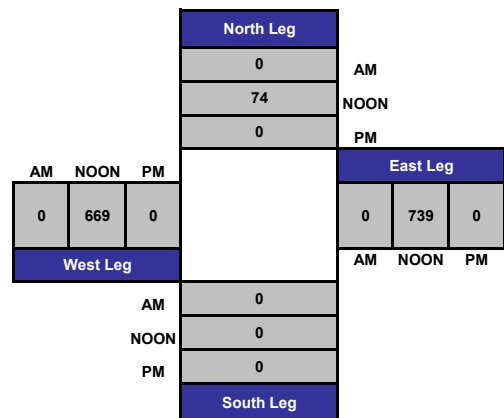 North Leg
0
AM
74
NOON
0
PM
AM NOON PM
East Leg
0 669 0
0 739 0
West Leg
AM NOON PM
AM
0
NOON
0
PM
0
South Leg